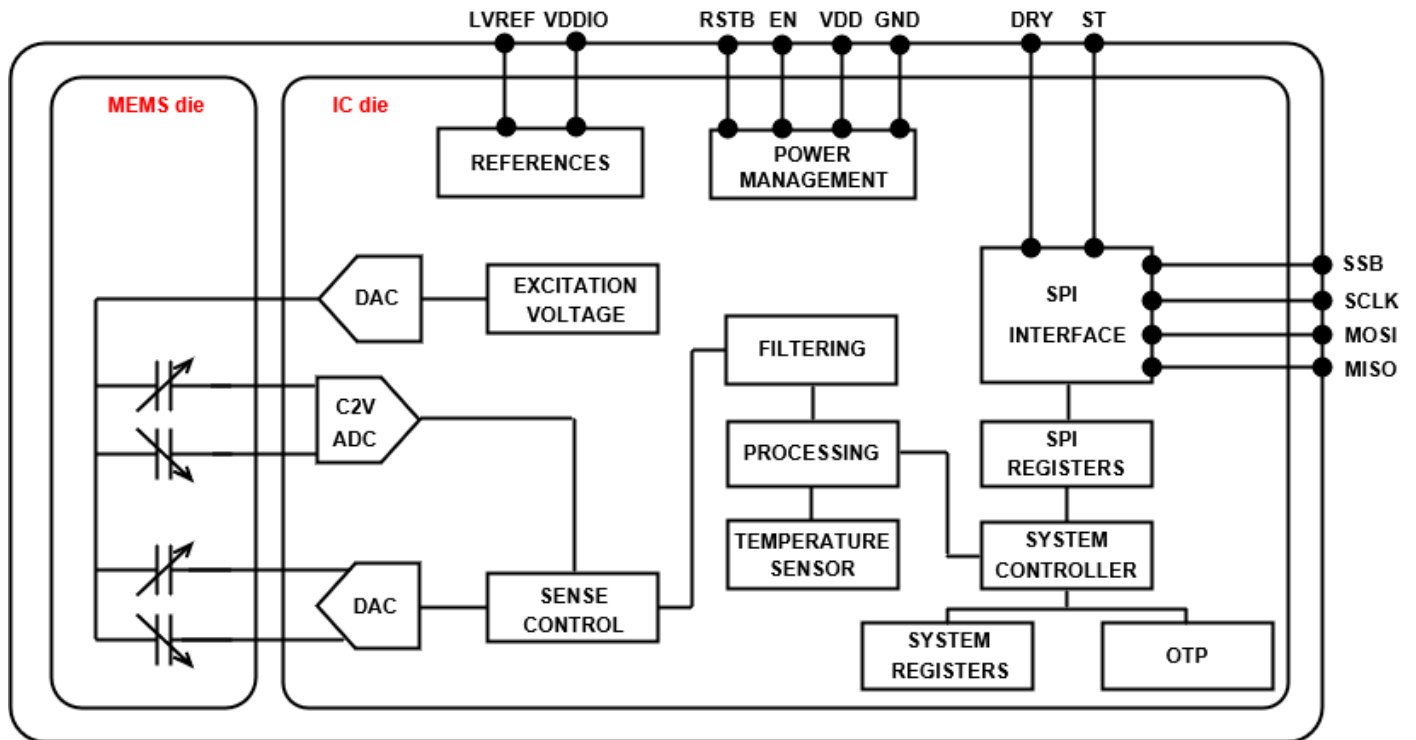 LVREF VDDIO
RSTB EN VDD GND
DRY ST
MEMS die
IC die
REFERENCES
POWER
MANAGEMENT
DAC
EXCITATION
VOLTAGE
SPI
INTERFACE
SSB
SCLK
MOSI
MISO
C2V
ADC
FILTERING
PROCESSING
SPI
REGISTERS
TEMPERATURE
SENSOR
SYSTEM
CONTROLLER
DAC
SENSE
CONTROL
SYSTEM
REGISTERS
OTP